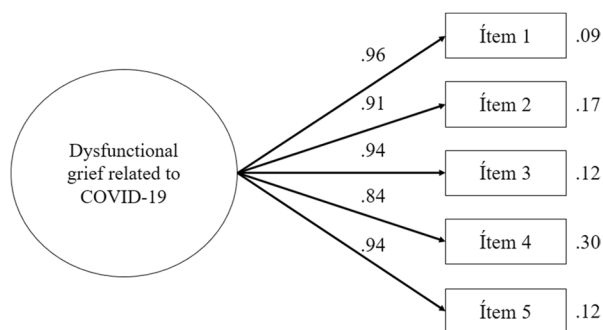 Dysfunctional
grief related to
COVID-19
.96
.91
.94
.84
.94
Ítem 1 .09
Ítem 2 .17
Ítem 3 .12
Ítem 4 .30
Ítem 5 .12